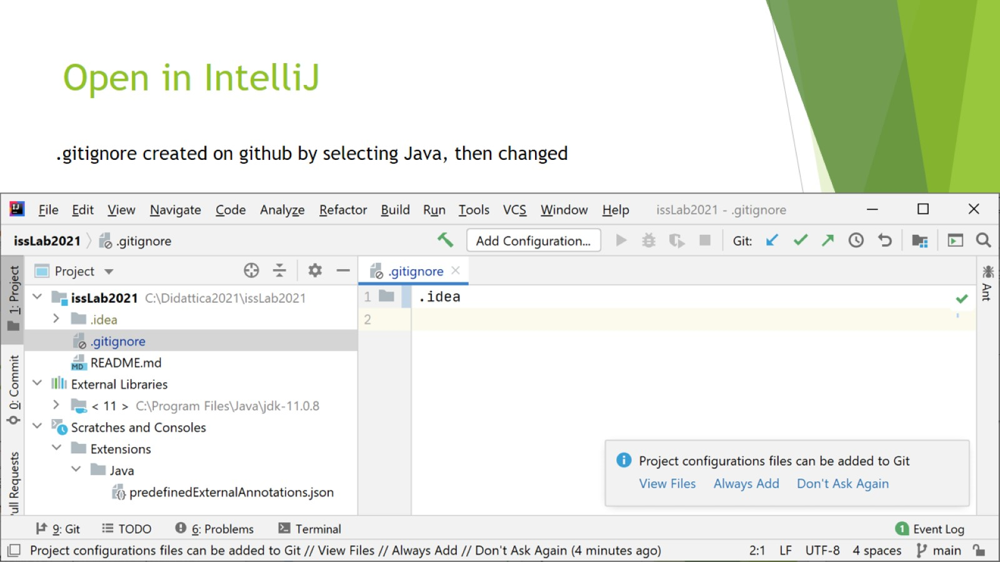 Open in IntelliJ
.gitignore created on github by selecting Java, then changed
File Edit View Navigate Code Analyze Refactor Build Run Tools VCS Window Help issLab2021 - .gitignore
issLab2021 .gitignore Add Configuration... Git:
1: Project
0: Commit
Project
issLab2021 C:\Didattica2021\issLab2021
.idea
.gitignore
README.md
External Libraries
< 11 > C:\Program Files\Java\jdk-11.0.8
Scratches and Consoles
Extensions
Java
predefinedExternalAnnotations.json
.gitignore
1 .idea
2
Ant
Project configurations files can be added to Git
View Files Always Add Don't Ask Again
9: Git TODO 6: Problems Terminal 1 Event Log
Project configurations files can be added to Git // View Files // Always Add // Don't Ask Again (4 minutes ago) 2:1 LF UTF-8 4 spaces main